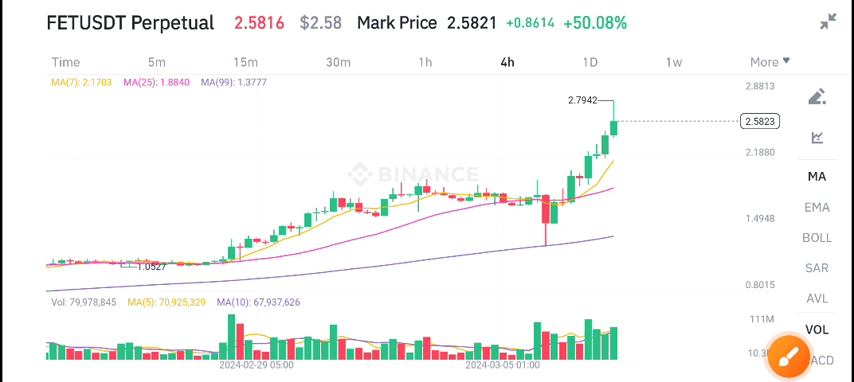 FETUSDT Perpetual 2.5816 $2.58 Mark Price 2.5821 +0.8614 +50.08%
Time 5m 15m 30m 1h 4h 1D 1w More
MA(7): 2.1703 MA(25): 1.8840 MA(99): 1.3777
2.8813
2.7942
2.5823
2.1880
BINANCE
MA
EMA
1.4948
BOLL
1.0527
SAR
0.8015
AVL
Vol: 79,978,845 MA(5): 70,925,329 MA(10): 67,937,626
111M
VOL
10.3
ACD
2024-02-29 05:00 2024-03-05 01:00